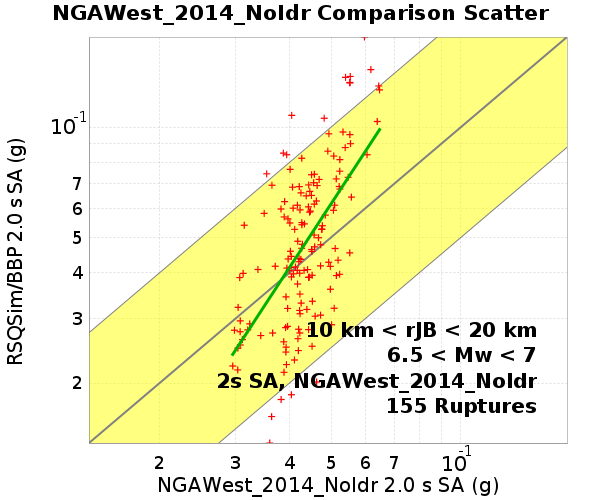 NGAWest_2014_NoIdr Comparison Scatter
RSQSim/BBP 2.0 s SA (g)
10⁻¹
7
6
5
4
3
2
10 km < rJB < 20 km
6.5 < Mw < 7
2s SA, NGAWest_2014_NoIdr
155 Ruptures
2 3 4 5 6 7 10⁻¹
NGAWest_2014_NoIdr 2.0 s SA (g)